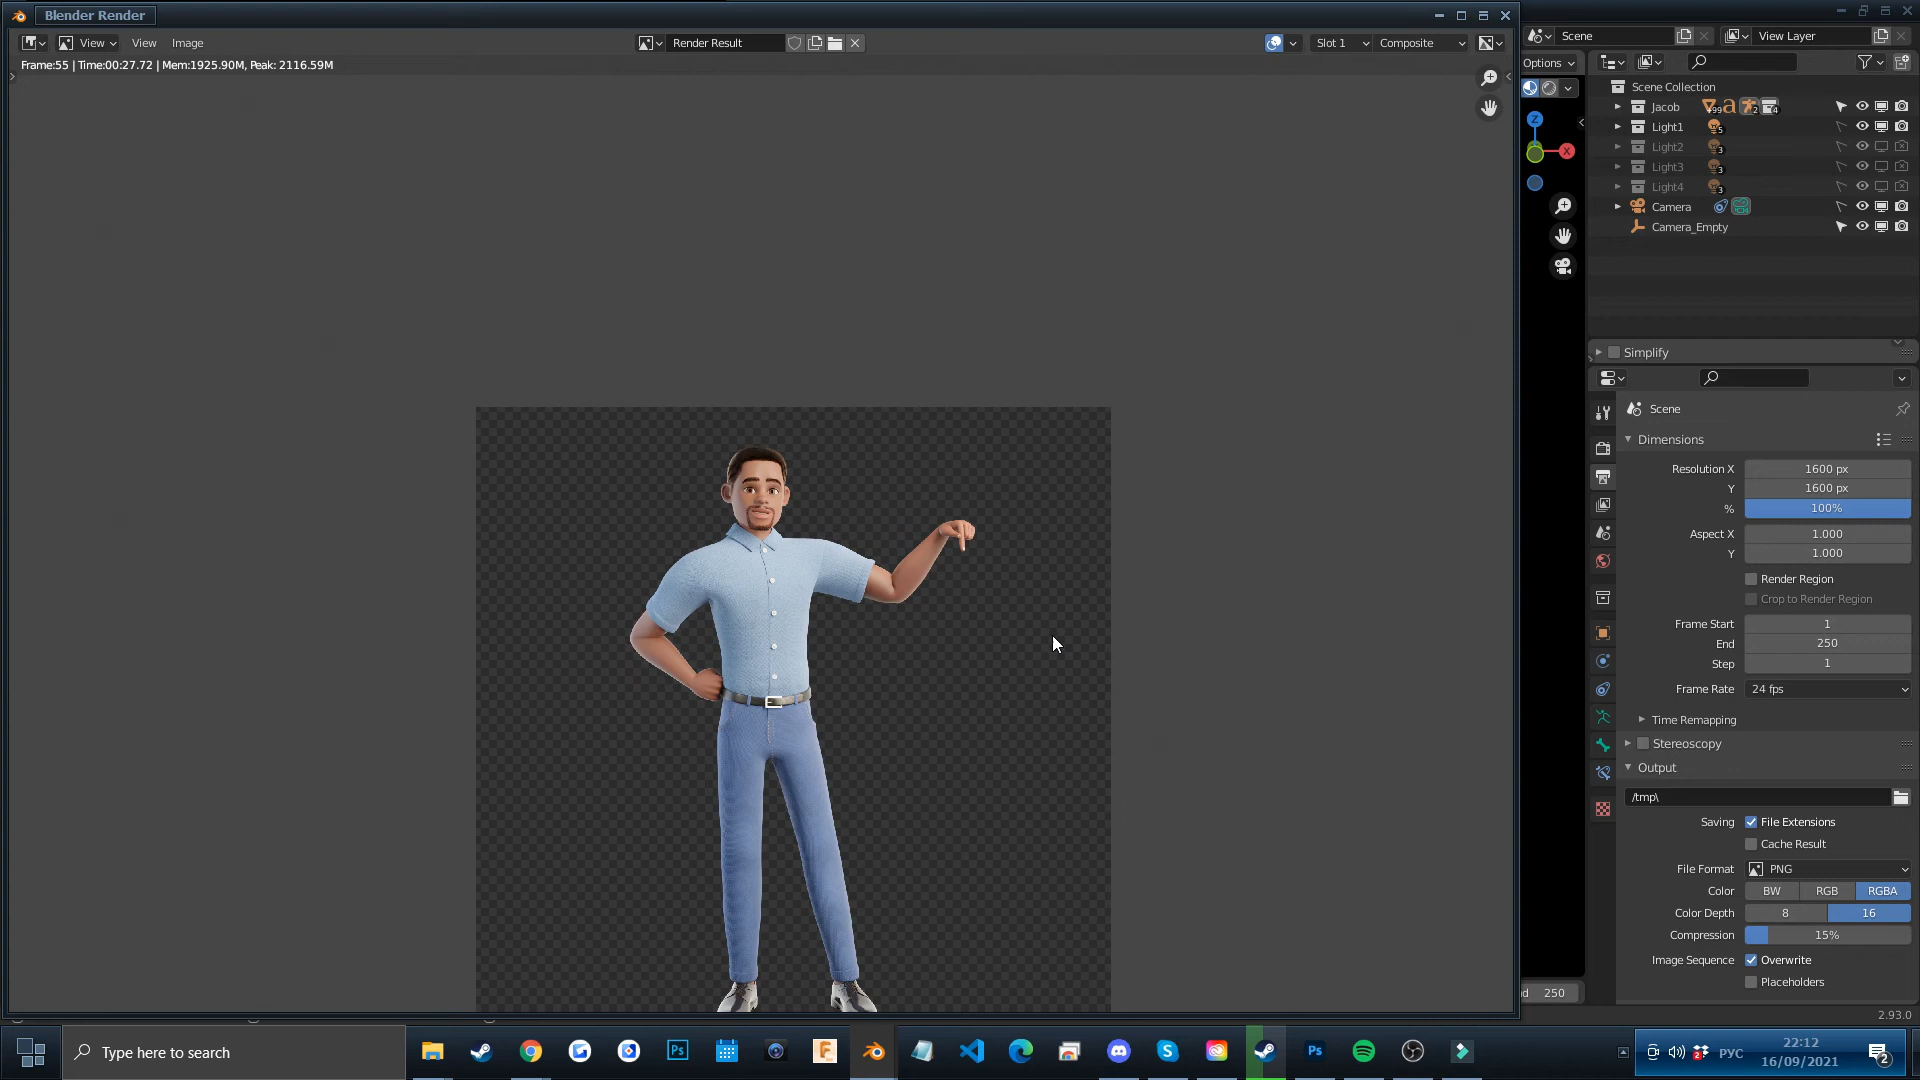 Blender Render
View View Image Render Result Slot 1 Composite
Frame:55 | Time:00:27.72 | Mem:1925.90M, Peak: 2116.59M
Scene View Layer
Options
Scene Collection
Jacob
Light1
Light2
Light3
Light4
Camera
Camera_Empty
Z
X
Simplify
Scene
Dimensions
Resolution X 1600 px
Y 1600 px
% 100%
Aspect X 1.000
Y 1.000
Render Region
Crop to Render Region
Frame Start 1
End 250
Step 1
Frame Rate 24 fps
Time Remapping
Stereoscopy
Output
/tmp\
Saving File Extensions
Cache Result
File Format PNG
Color BW RGB RGBA
Color Depth 8 16
Compression 15%
Image Sequence Overwrite
Placeholders
d 250
2.93.0
Type here to search
РУС
22:12
16/09/2021
2